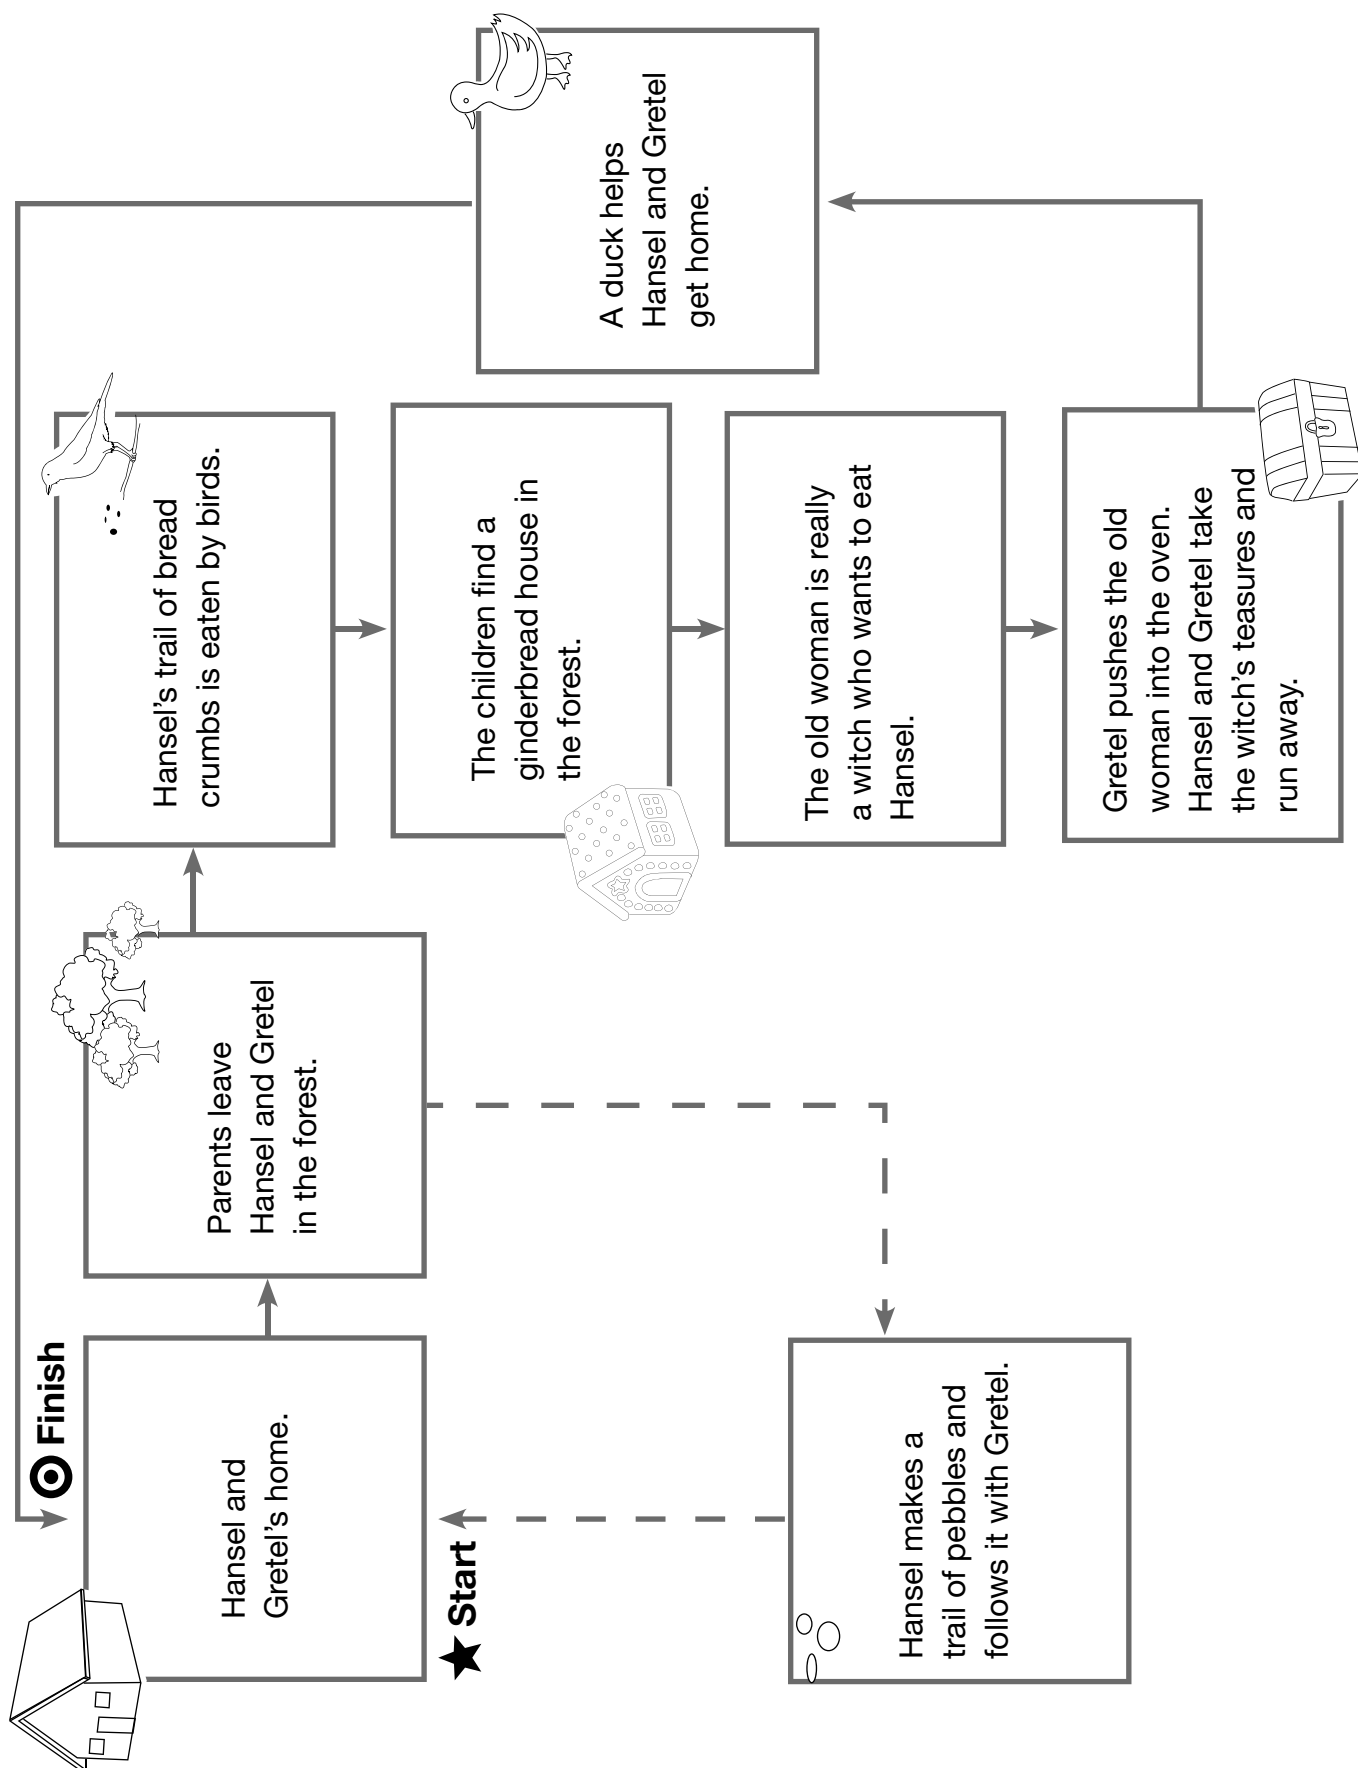 Finish
Hansel and
Gretel's home.
Start
Parents leave
Hansel and Gretel
in the forest.
Hansel makes a
trail of pebbles and
follows it with Gretel.
Hansel's trail of bread
crumbs is eaten by birds.
The children find a
ginderbread house in
the forest.
The old woman is really
a witch who wants to eat
Hansel.
Gretel pushes the old
woman into the oven.
Hansel and Gretel take
the witch's teasures and
run away.
A duck helps
Hansel and Gretel
get home.